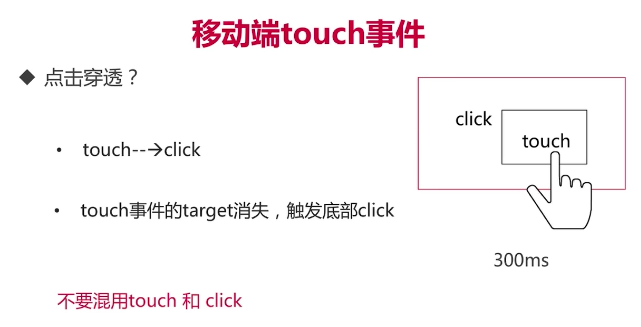 移动端touch事件
◆ 点击穿透？
• touch--→click
• touch事件的target消失，触发底部click
不要混用touch 和 click
click
touch
300ms